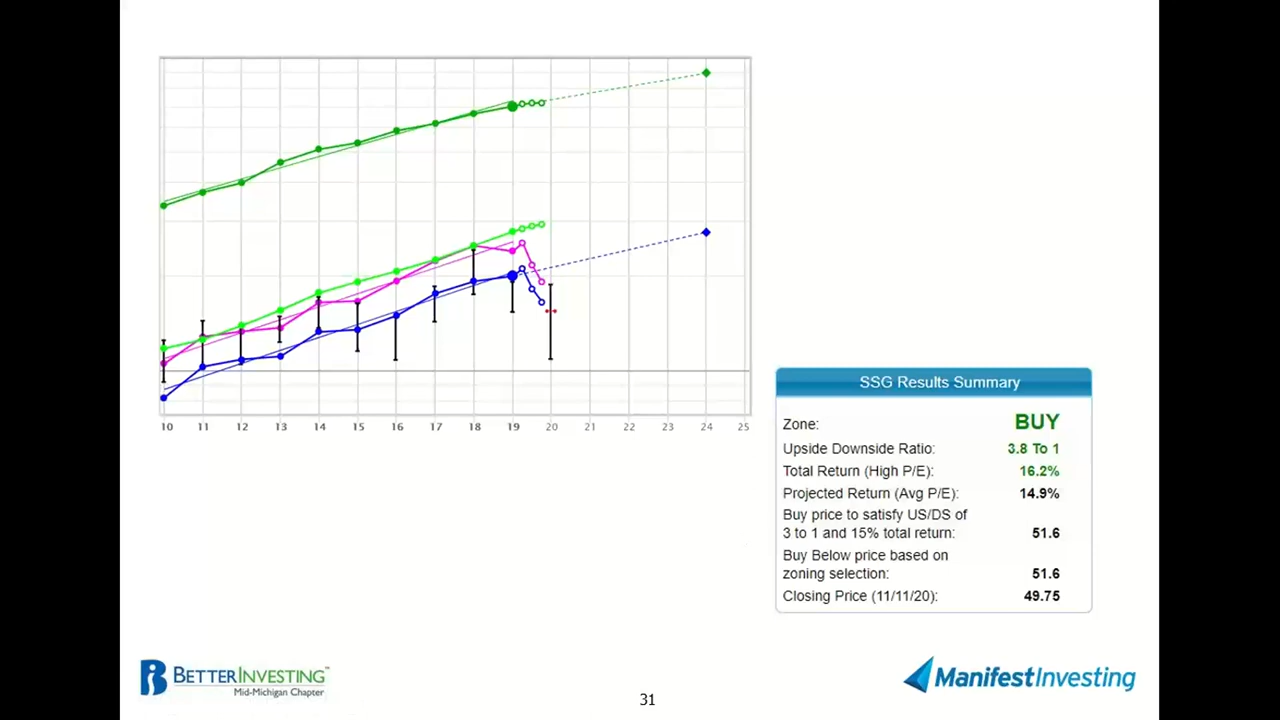 10 11 12 13 14 15 16 17 18 19 20 21 22 23 24 25
SSG Results Summary
Zone: BUY
Upside Downside Ratio: 3.8 To 1
Total Return (High P/E): 16.2%
Projected Return (Avg P/E): 14.9%
Buy price to satisfy US/DS of
3 to 1 and 15% total return: 51.6
Buy Below price based on
zoning selection: 51.6
Closing Price (11/11/20): 49.75
BETTERINVESTING™
Mid-Michigan Chapter
31
ManifestInvesting